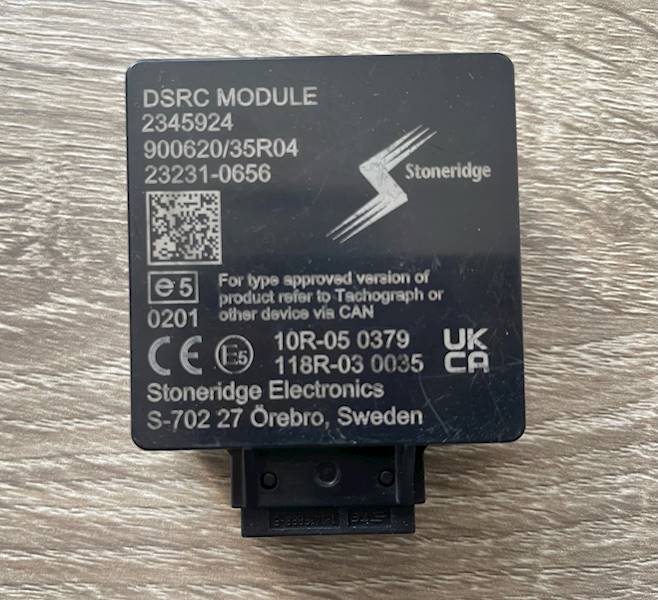 DSRC MODULE
2345924
900620/35R04
23231-0656
Stoneridge
e5
0201
For type approved version of
product refer to Tachograph or
other device via CAN
CE
E5
10R-05 0379
118R-03 0035
UK
CA
Stoneridge Electronics
S-702 27 Örebro, Sweden